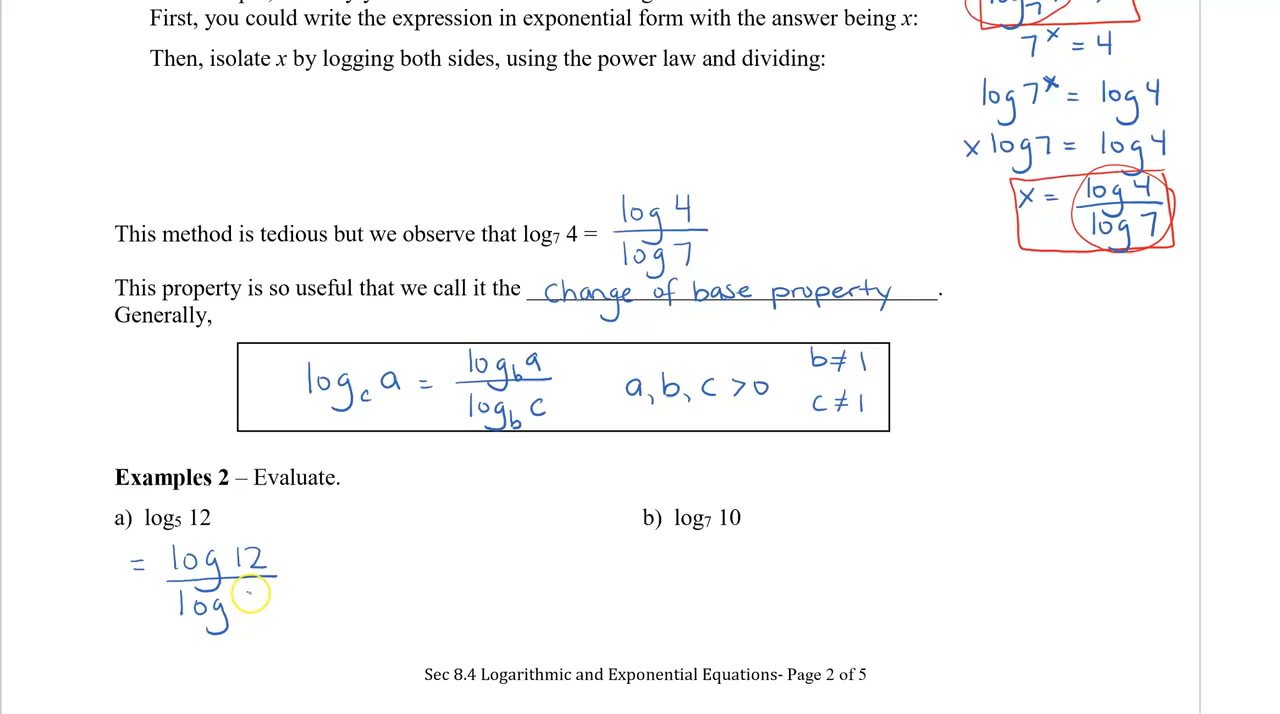 First, you could write the expression in exponential form with the answer being x:
Then, isolate x by logging both sides, using the power law and dividing:
7^x = 4
log 7^x = log 4
x log 7 = log 4
x = log 4 / log 7
This method is tedious but we observe that log₇ 4 = log 4 / log 7
This property is so useful that we call it the change of base property.
Generally,
log_c a = log_b a / log_b c    a, b, c > 0    b ≠ 1
c ≠ 1
Examples 2 – Evaluate.
a) log₅ 12    b) log₇ 10
= log 12 / log
Sec 8.4 Logarithmic and Exponential Equations- Page 2 of 5